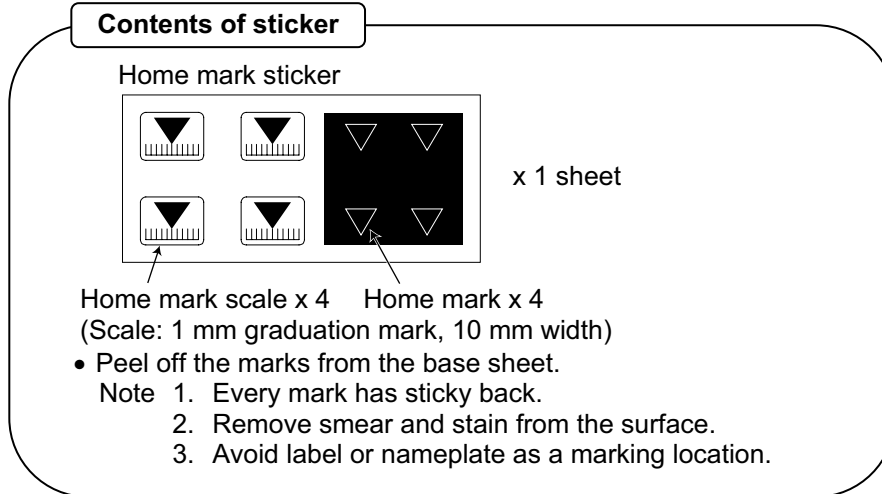 Contents of sticker
Home mark sticker
x 1 sheet
Home mark scale x 4 Home mark x 4
(Scale: 1 mm graduation mark, 10 mm width)
• Peel off the marks from the base sheet.
Note 1. Every mark has sticky back.
2. Remove smear and stain from the surface.
3. Avoid label or nameplate as a marking location.